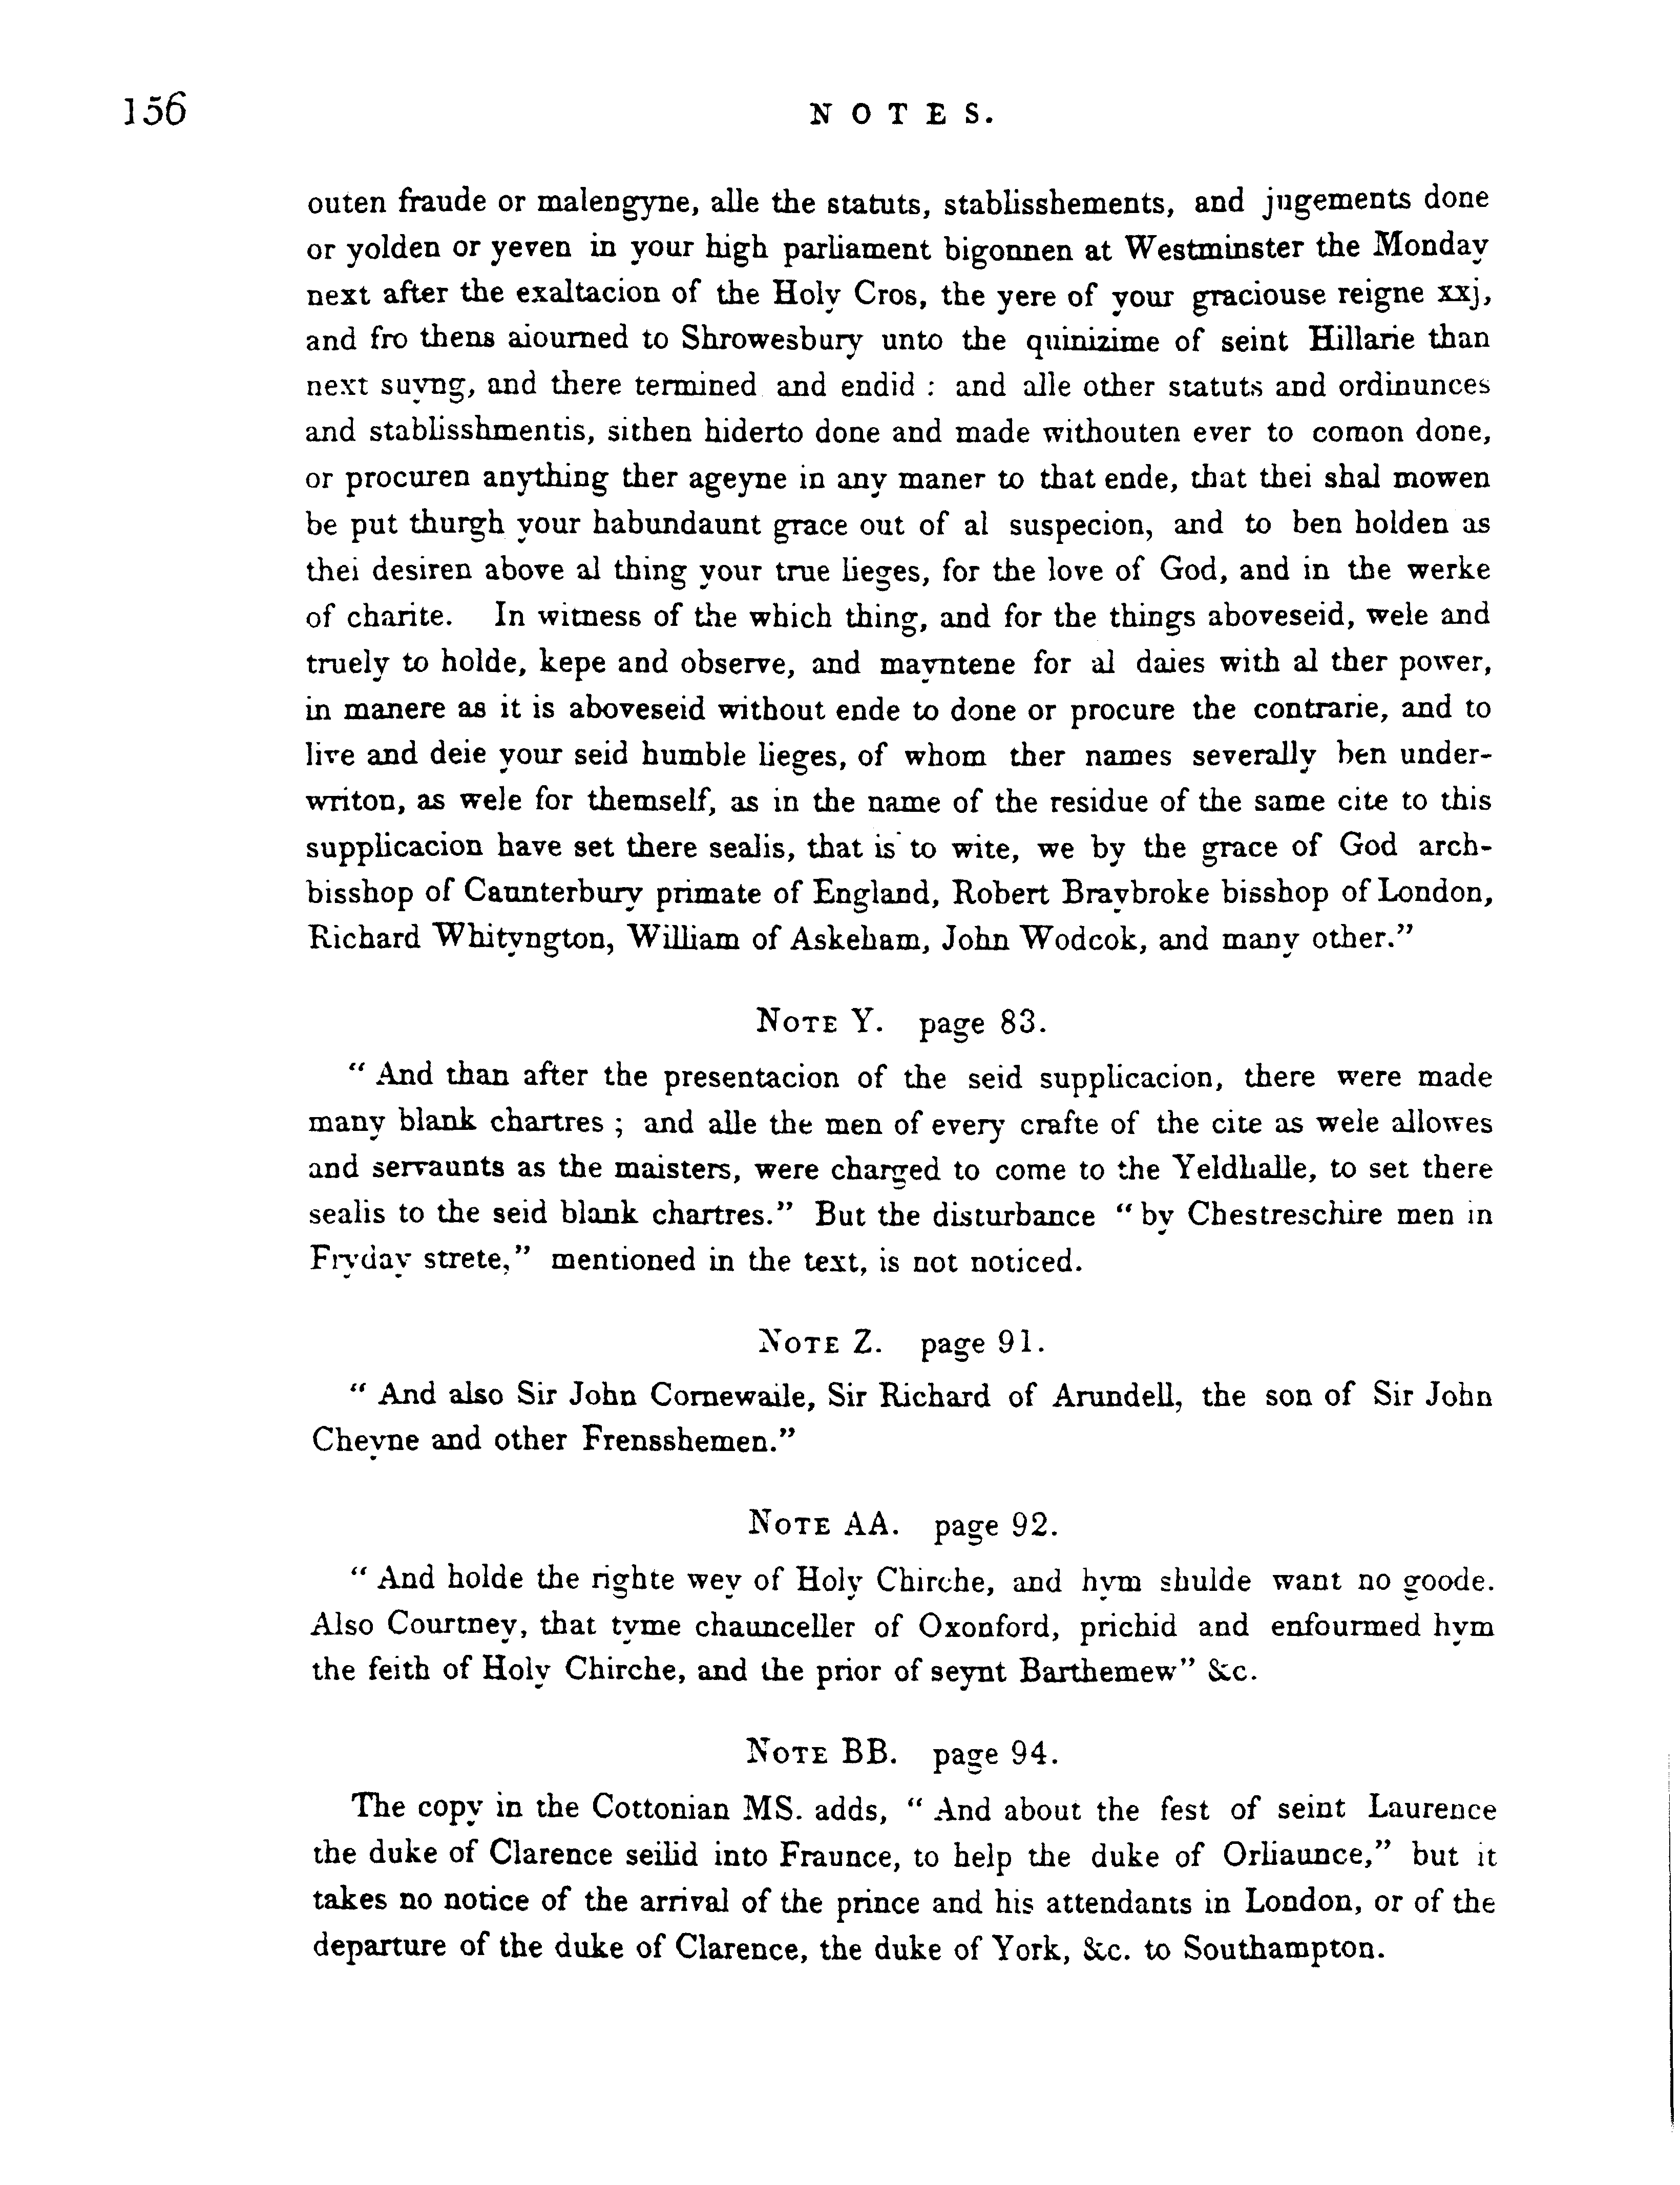 156
NOTES.
outen fraude or malengyne, alle the statuts, stablisshements, and jugements done
or yolden or yeven in your high parliament bigonnen at Westminster the Monday
next after the exaltacion of the Holy Cros, the yere of your graciouse reigne xxj,
and fro thens aiourned to Shrowesbury unto the quinizime of seint Hillarie than
next suyng, and there termined and endid : and alle other statuts and ordinunces
and stablisshmentis, sithen hiderto done and made withouten ever to comon done,
or procuren anything ther ageyne in any maner to that ende, that thei shal mowen
be put thurgh your habundaunt grace out of al suspecion, and to ben holden as
thei desiren above al thing your true lieges, for the love of God, and in the werke
of charite. In witness of the which thing, and for the things aboveseid, wele and
truely to holde, kepe and observe, and mayntene for al daies with al ther power,
in manere as it is aboveseid without ende to done or procure the contrarie, and to
live and deie your seid humble lieges, of whom ther names severally ben under-
writon, as wele for themself, as in the name of the residue of the same cite to this
supplicacion have set there sealis, that is to wite, we by the grace of God arch-
bisshop of Caunterbury primate of England, Robert Braybroke bisshop of London,
Richard Whityngton, William of Askeham, John Wodcok, and many other.”
NOTE Y. page 83.
“ And than after the presentacion of the seid supplicacion, there were made
many blank chartres ; and alle the men of every crafte of the cite as wele allowes
and servaunts as the maisters, were charged to come to the Yeldhalle, to set there
sealis to the seid blank chartres.” But the disturbance “ by Chestreschire men in
Fryday strete,” mentioned in the text, is not noticed.
NOTE Z. page 91.
“ And also Sir John Cornewaile, Sir Richard of Arundell, the son of Sir John
Cheyne and other Frensshemen.”
NOTE AA. page 92.
“ And holde the righte wey of Holy Chirche, and hym shulde want no goode.
Also Courtney, that tyme chaunceller of Oxonford, prichid and enfourmed hym
the feith of Holy Chirche, and the prior of seynt Barthemew” &c.
NOTE BB. page 94.
The copy in the Cottonian MS. adds, “ And about the fest of seint Laurence
the duke of Clarence seilid into Fraunce, to help the duke of Orliaunce,” but it
takes no notice of the arrival of the prince and his attendants in London, or of the
departure of the duke of Clarence, the duke of York, &c. to Southampton.